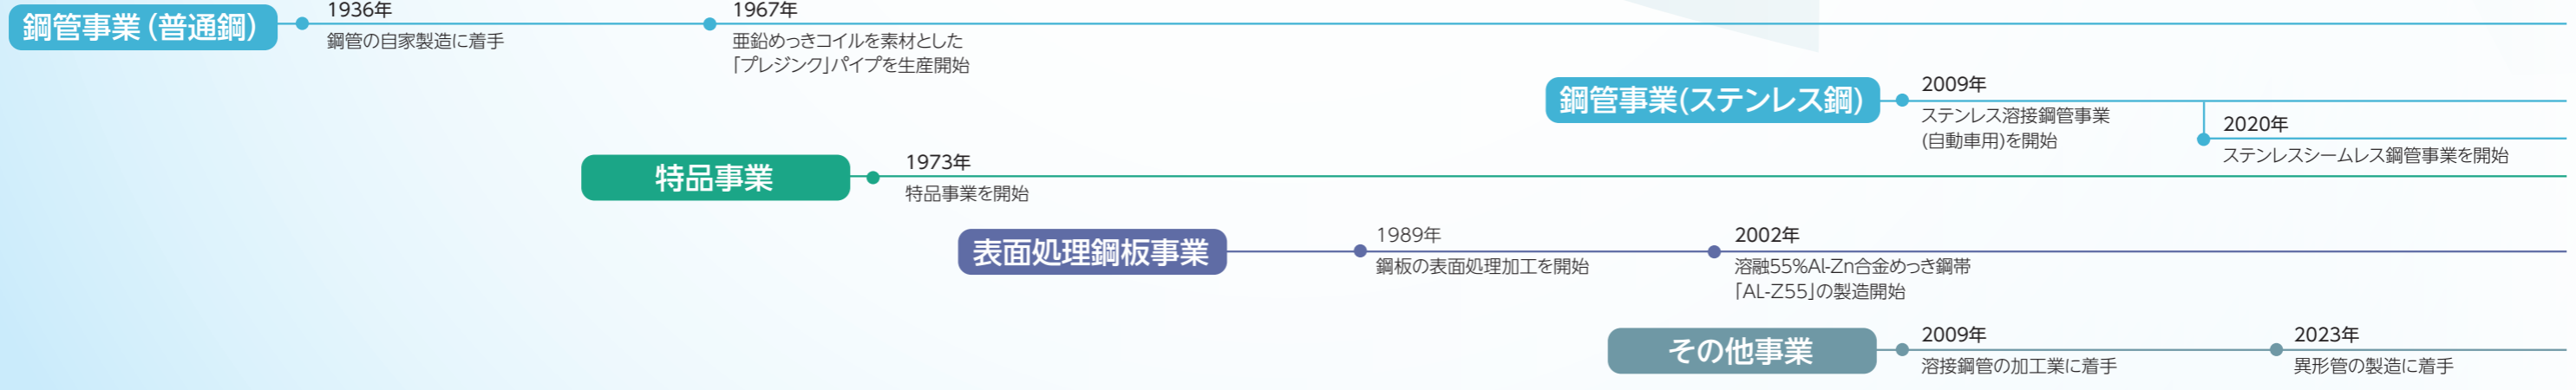 鋼管事業(普通鋼)
1936年
鋼管の自家製造に着手
1967年
亜鉛めっきコイルを素材とした
「プレジンク」パイプを生産開始
鋼管事業(ステンレス鋼)
2009年
ステンレス溶接鋼管事業
(自動車用)を開始
2020年
ステンレスシームレス鋼管事業を開始
特品事業
1973年
特品事業を開始
表面処理鋼板事業
1989年
鋼板の表面処理加工を開始
2002年
溶融55%Al-Zn合金めっき鋼帯
「AL-Z55」の製造開始
その他事業
2009年
溶接鋼管の加工業に着手
2023年
異形管の製造に着手